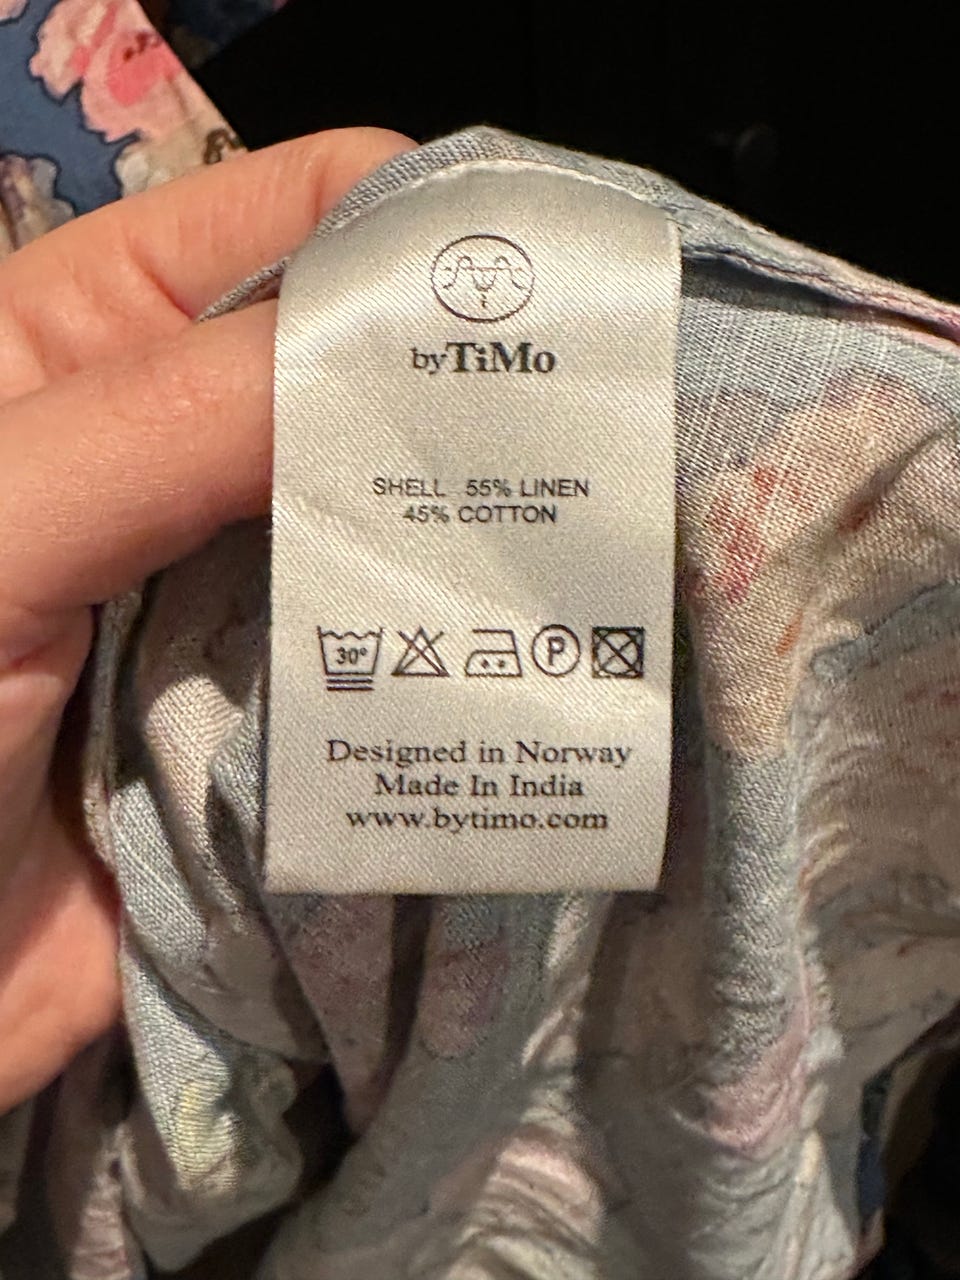 byTiMo
SHELL 55% LINEN
45% COTTON
30° P
Designed in Norway
Made In India
www.bytimo.com